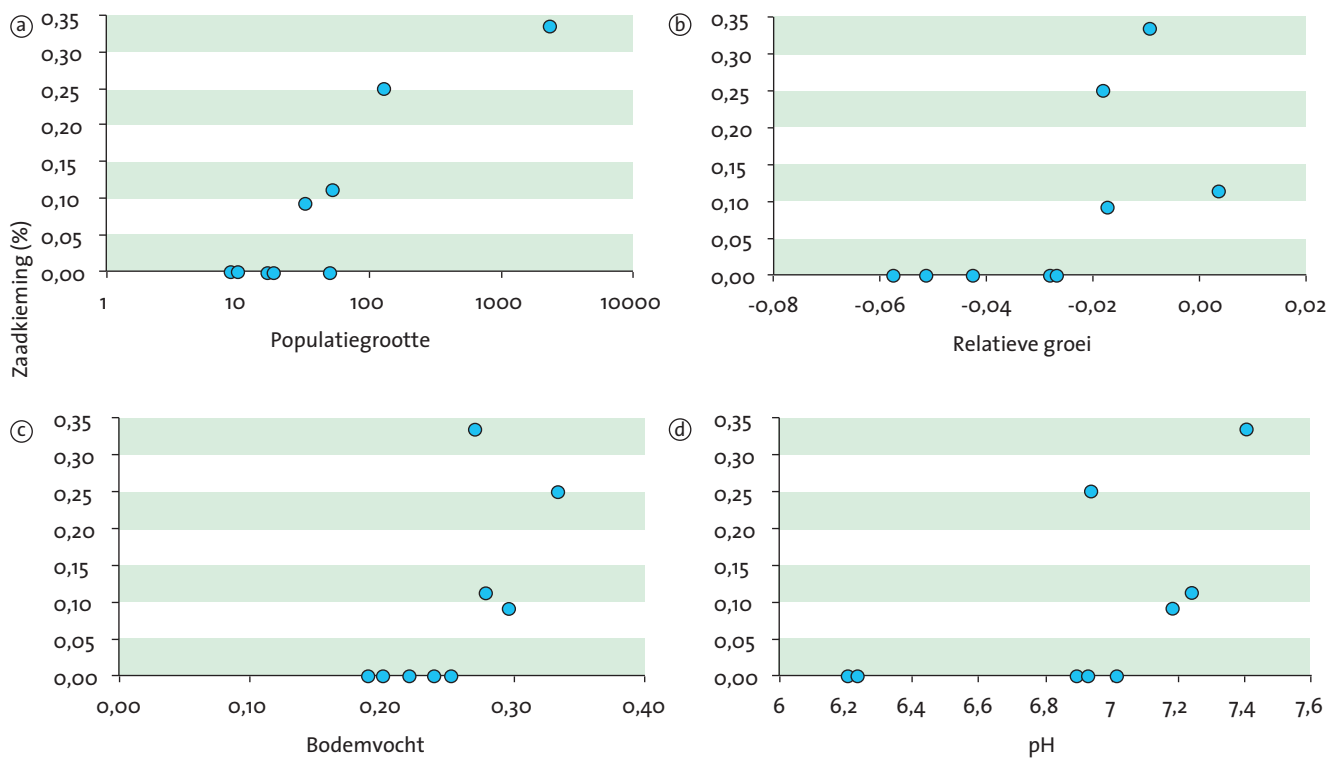 a
0,35
0,30
0,25
0,20
0,15
0,10
0,05
0,00
1 10 100 1000 10000
Populatiegrootte
b
0,35
0,30
0,25
0,20
0,15
0,10
0,05
0,00
-0,08 -0,06 -0,04 -0,02 0,00 0,02
Relatieve groei
Zaadkieming (%)
c
0,35
0,30
0,25
0,20
0,15
0,10
0,05
0,00
0,00 0,10 0,20 0,30 0,40
Bodemvocht
d
0,35
0,30
0,25
0,20
0,15
0,10
0,05
0,00
6 6,2 6,4 6,6 6,8 7 7,2 7,4 7,6
pH